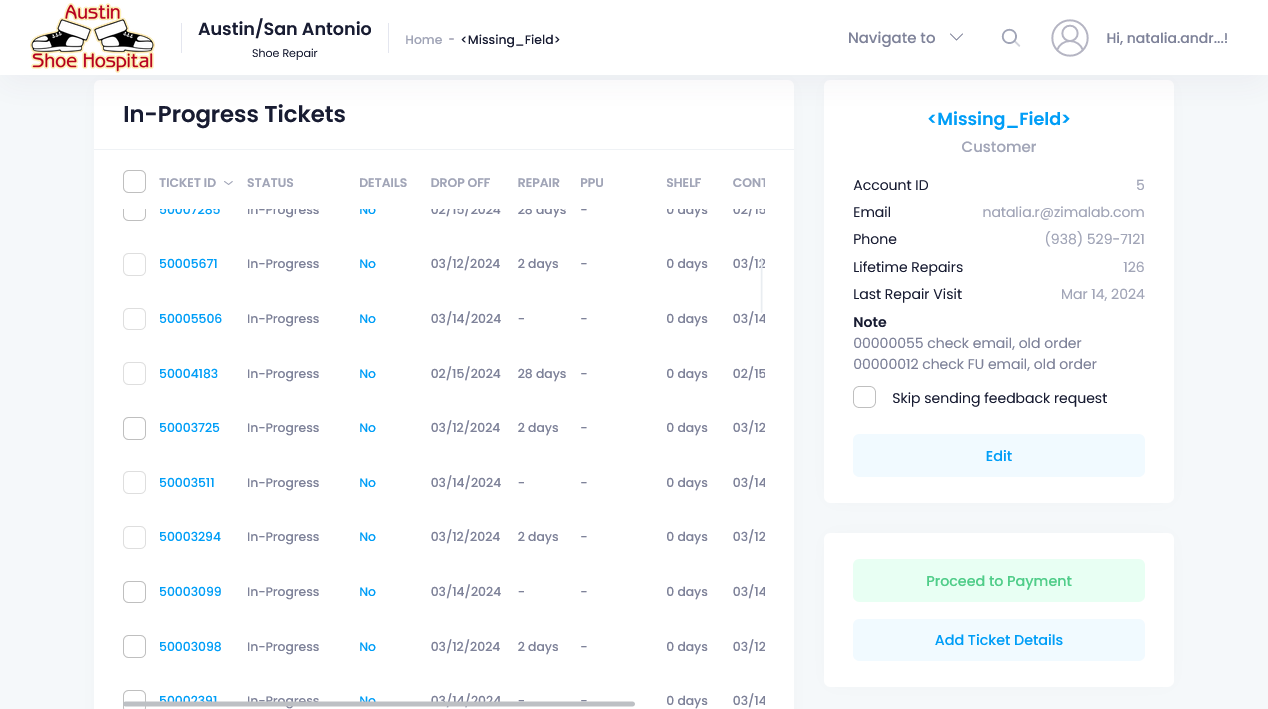 Austin
Shoe Hospital
Austin/San Antonio
Shoe Repair
Home - <Missing_Field>
Navigate to
Hi, natalia.andr...!
In-Progress Tickets
TICKET ID STATUS DETAILS DROP OFF REPAIR PPU SHELF CONT
50007285 In-Progress No 02/15/2024 28 days - 0 days 02/15
50005671 In-Progress No 03/12/2024 2 days - 0 days 03/12
50005506 In-Progress No 03/14/2024 - - 0 days 03/14
50004183 In-Progress No 02/15/2024 28 days - 0 days 02/15
50003725 In-Progress No 03/12/2024 2 days - 0 days 03/12
50003511 In-Progress No 03/14/2024 - - 0 days 03/14
50003294 In-Progress No 03/12/2024 2 days - 0 days 03/12
50003099 In-Progress No 03/14/2024 - - 0 days 03/14
50003098 In-Progress No 03/12/2024 2 days - 0 days 03/12
50002391 In-Progress No 03/14/2024 - - 0 days 03/14
<Missing_Field>
Customer
Account ID 5
Email natalia.r@zimalab.com
Phone (938) 529-7121
Lifetime Repairs 126
Last Repair Visit Mar 14, 2024
Note
00000055 check email, old order
00000012 check FU email, old order
Skip sending feedback request
Edit
Proceed to Payment
Add Ticket Details